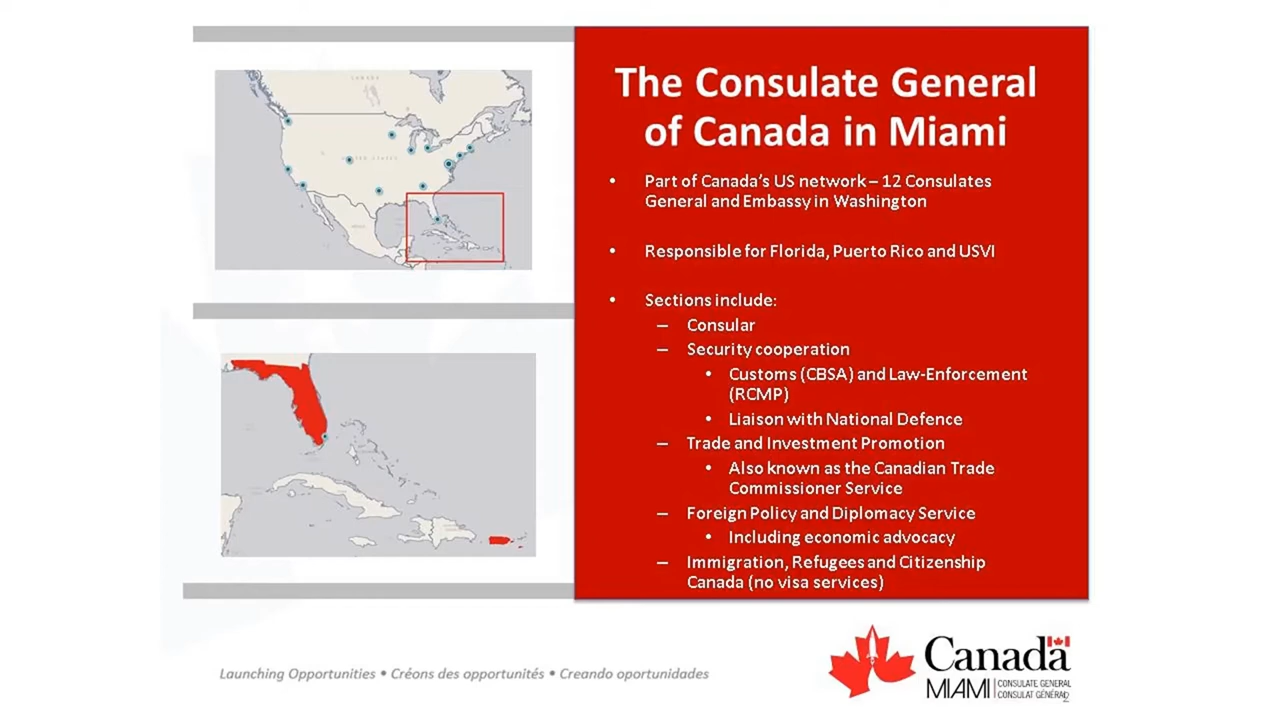 The Consulate General
of Canada in Miami
• Part of Canada's US network – 12 Consulates
General and Embassy in Washington
• Responsible for Florida, Puerto Rico and USVI
• Sections include:
– Consular
– Security cooperation
• Customs (CBSA) and Law-Enforcement
(RCMP)
• Liaison with National Defence
– Trade and Investment Promotion
• Also known as the Canadian Trade
Commissioner Service
– Foreign Policy and Diplomacy Service
• Including economic advocacy
– Immigration, Refugees and Citizenship
Canada (no visa services)
CANADA
UNITED STATES
Launching Opportunities • Créons des opportunités • Creando oportunidades
Canada
MIAMI
CONSULATE GENERAL
CONSULAT GÉNÉRAL
2